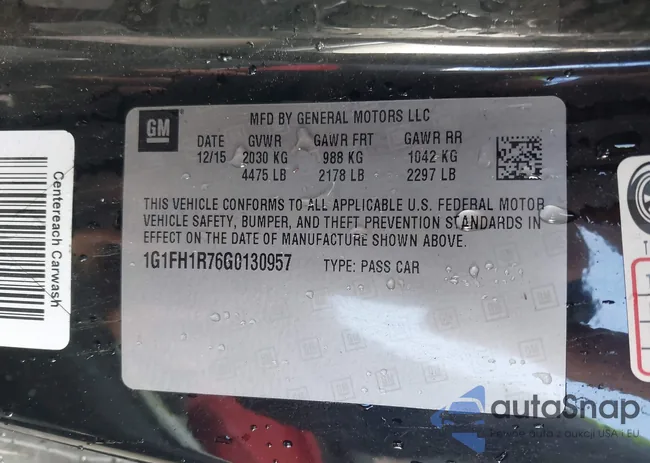 GM
MFD BY GENERAL MOTORS LLC
DATE GVWR GAWR FRT GAWR RR
12/15 2030 KG 988 KG 1042 KG
4475 LB 2178 LB 2297 LB
THIS VEHICLE CONFORMS TO ALL APPLICABLE U.S. FEDERAL MOTOR
VEHICLE SAFETY, BUMPER, AND THEFT PREVENTION STANDARDS IN
EFFECT ON THE DATE OF MANUFACTURE SHOWN ABOVE.
1G1FH1R76G0130957 TYPE: PASS CAR
Centereach Carwash
autoSnap